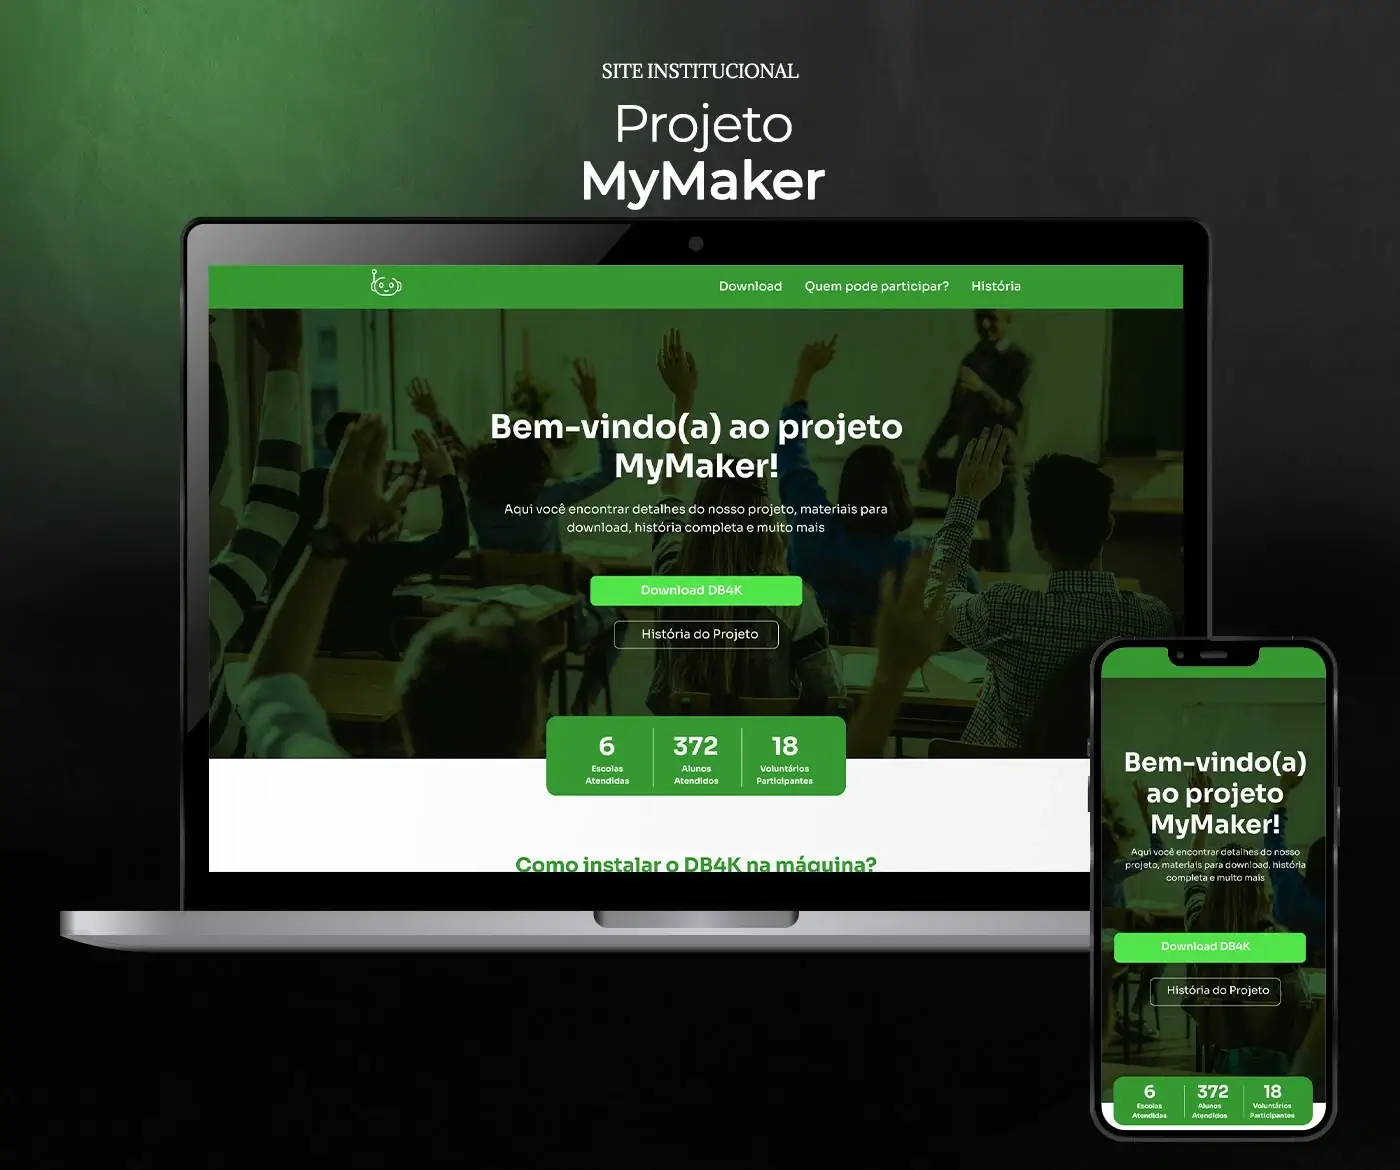 SITE INSTITUCIONAL
Projeto
MyMaker
Download Quem pode participar? História
Bem-vindo(a) ao projeto
MyMaker!
Aqui você encontrar detalhes do nosso projeto, materiais para
download, história completa e muito mais
Download DB4K
História do Projeto
6 372 18
Escolas Alunos Voluntários
Atendidas Atendidos Participantes
Como instalar o DB4K na máquina?
Bem-vindo(a)
ao projeto
MyMaker!
Aqui você encontrar detalhes do nosso
projeto, materiais para download, história
completa e muito mais
Download DB4K
História do Projeto
6 372 18
Escolas Alunos Voluntários
Atendidas Atendidos Participantes